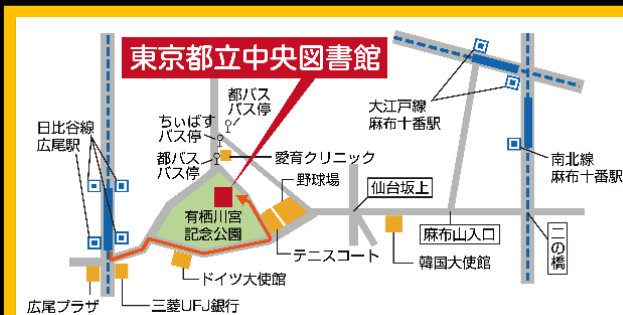 東京都立中央図書館
都バス
バス停
ちぃばす
バス停
都バス
バス停
愛育クリニック
野球場
日比谷線
広尾駅
有栖川宮
記念公園
仙台坂上
大江戸線
麻布十番駅
南北線
麻布十番駅
麻布山入口
二の橋
テニスコート
韓国大使館
ドイツ大使館
広尾プラザ
三菱UFJ銀行